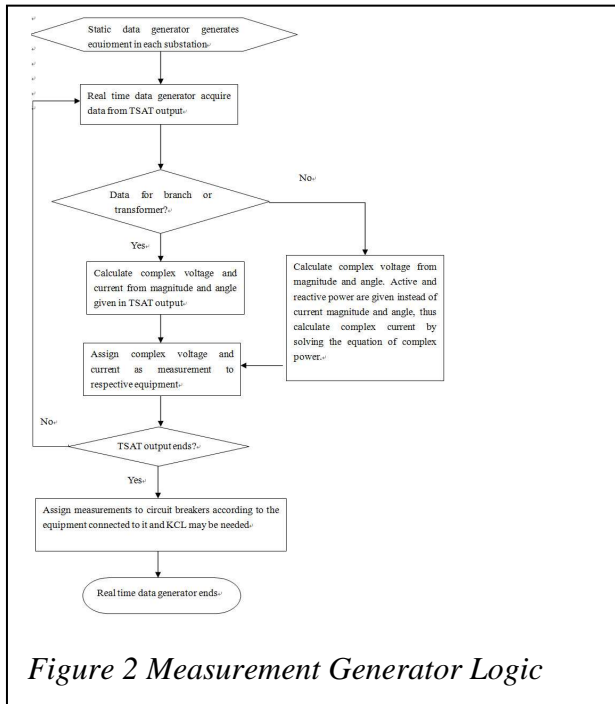 Static data generator generates
equipment in each substation
Real time data generator acquire
data from TSAT output
Data for branch or
transformer?
No
Yes
Calculate complex voltage and
current from magnitude and angle
given in TSAT output
Calculate complex voltage from
magnitude and angle. Active and
reactive power are given instead of
current magnitude and angle, thus
calculate complex current by
solving the equation of complex
power.
Assign complex voltage and
current as measurement to
respective equipment
No
TSAT output ends?
Yes
Assign measurements to circuit breakers according to the
equipment connected to it and KCL may be needed
Real time data generator ends
Figure 2 Measurement Generator Logic